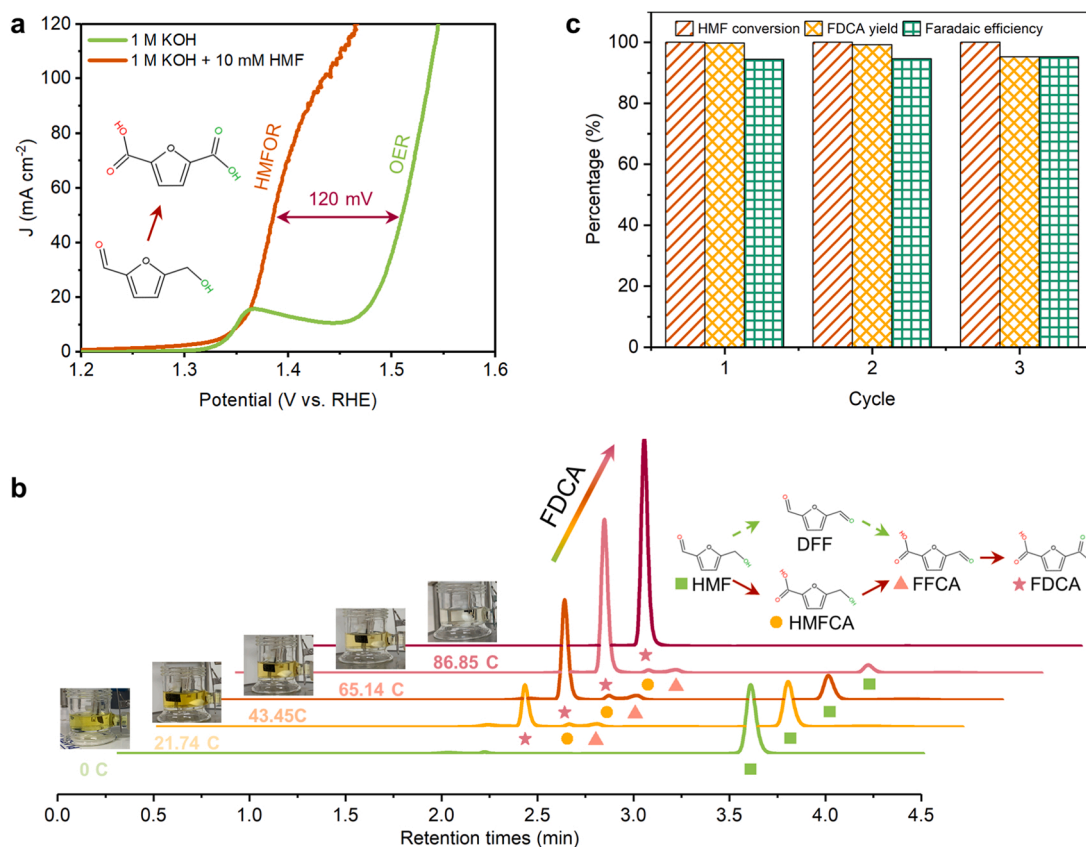 a
1 M KOH
1 M KOH + 10 mM HMF
HO
O
O
O
OH
O
O
OH
HMFOR
OER
120 mV
J (mA cm-2)
120
100
80
60
40
20
0
1.2
1.3
1.4
1.5
1.6
Potential (V vs. RHE)
c
HMF conversion
FDCA yield
Faradaic efficiency
Percentage (%)
100
80
60
40
20
0
1
2
3
Cycle
b
FDCA
DFF
HMF
HMFCA
FFCA
FDCA
86.85 C
65.14 C
43.45C
21.74 C
0 C
0.0
0.5
1.0
1.5
2.0
2.5
3.0
3.5
4.0
4.5
Retention times (min)